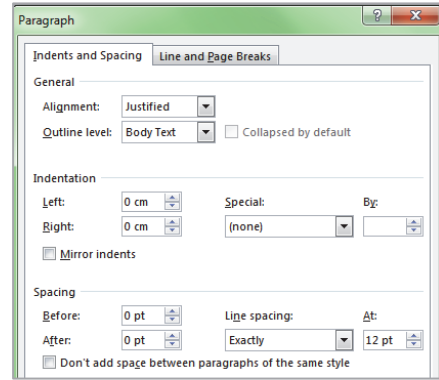 Paragraph
Indents and Spacing Line and Page Breaks
General
Alignment: Justified
Outline level: Body Text Collapsed by default
Indentation
Left: 0 cm Special: By:
Right: 0 cm (none)
Mirror indents
Spacing
Before: 0 pt Line spacing: At:
After: 0 pt Exactly 12 pt
Don't add space between paragraphs of the same style